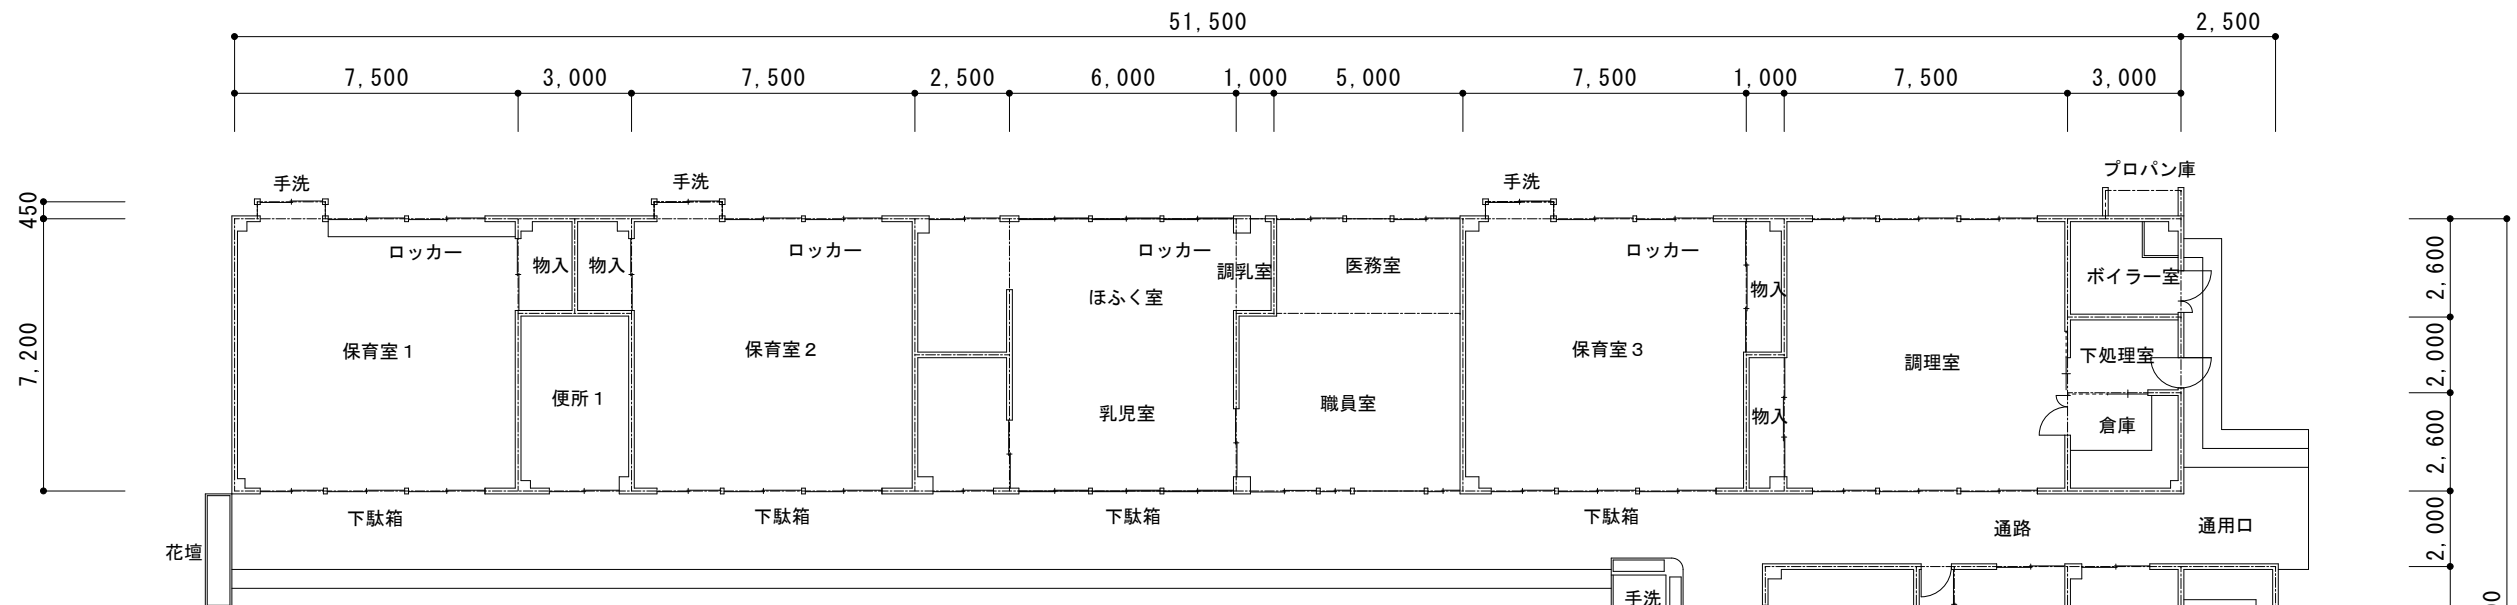 51,500
2,500
7,500
3,000
7,500
2,500
6,000
1,000
5,000
7,500
1,000
7,500
3,000
プロパン庫
手洗
手洗
手洗
450
ロッカー
ロッカー
ロッカー
ロッカー
物入
物入
調乳室
医務室
物入
ボイラー室
2,600
ほふく室
7,200
保育室1
保育室2
保育室3
調理室
下処理室
2,000
便所1
乳児室
職員室
物入
倉庫
2,600
下駄箱
下駄箱
下駄箱
下駄箱
通路
通用口
2,000
花壇
手洗